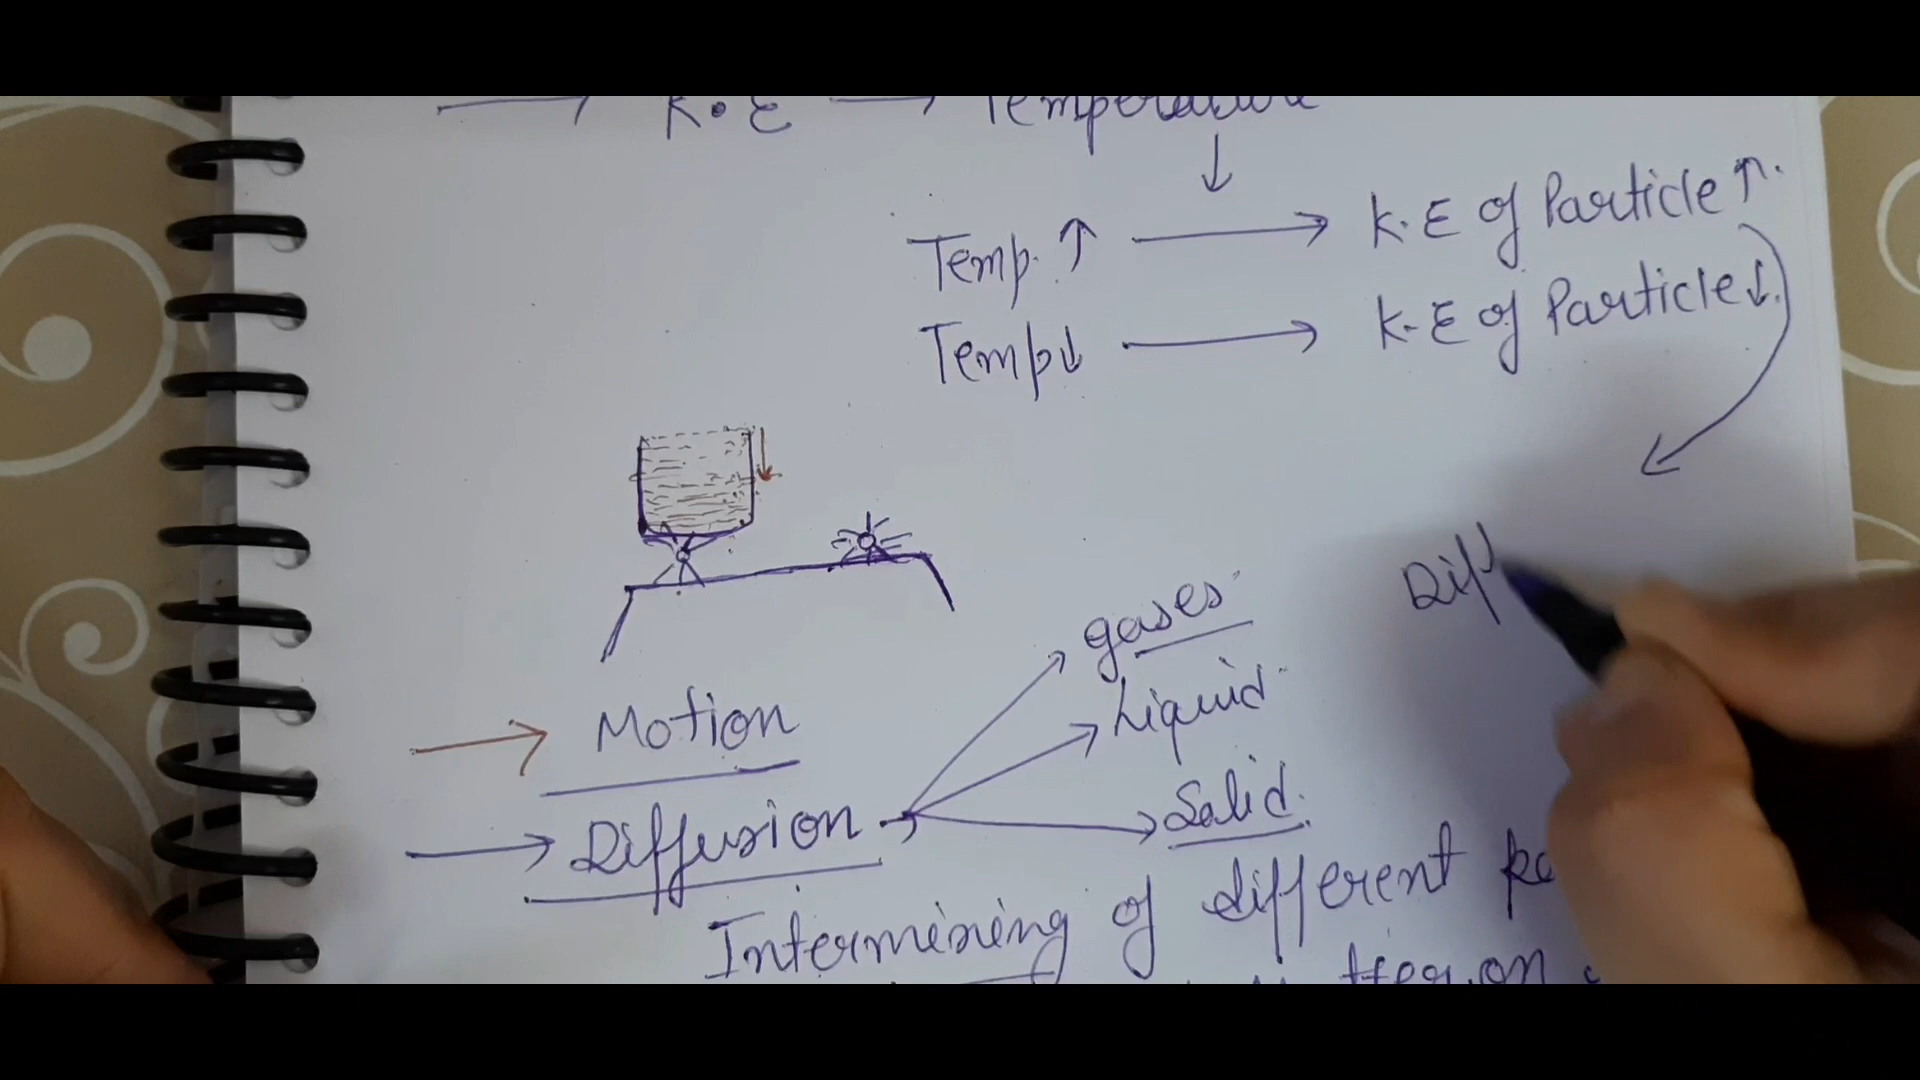 → K.E → Temperature
↓
Temp. ↑ → K.E of Particle ↑.
Temp ↓ → K.E of Particle ↓.
Diff
gases
Liquid
→ Motion
Solid.
→ Diffusion →
Intermixing of different